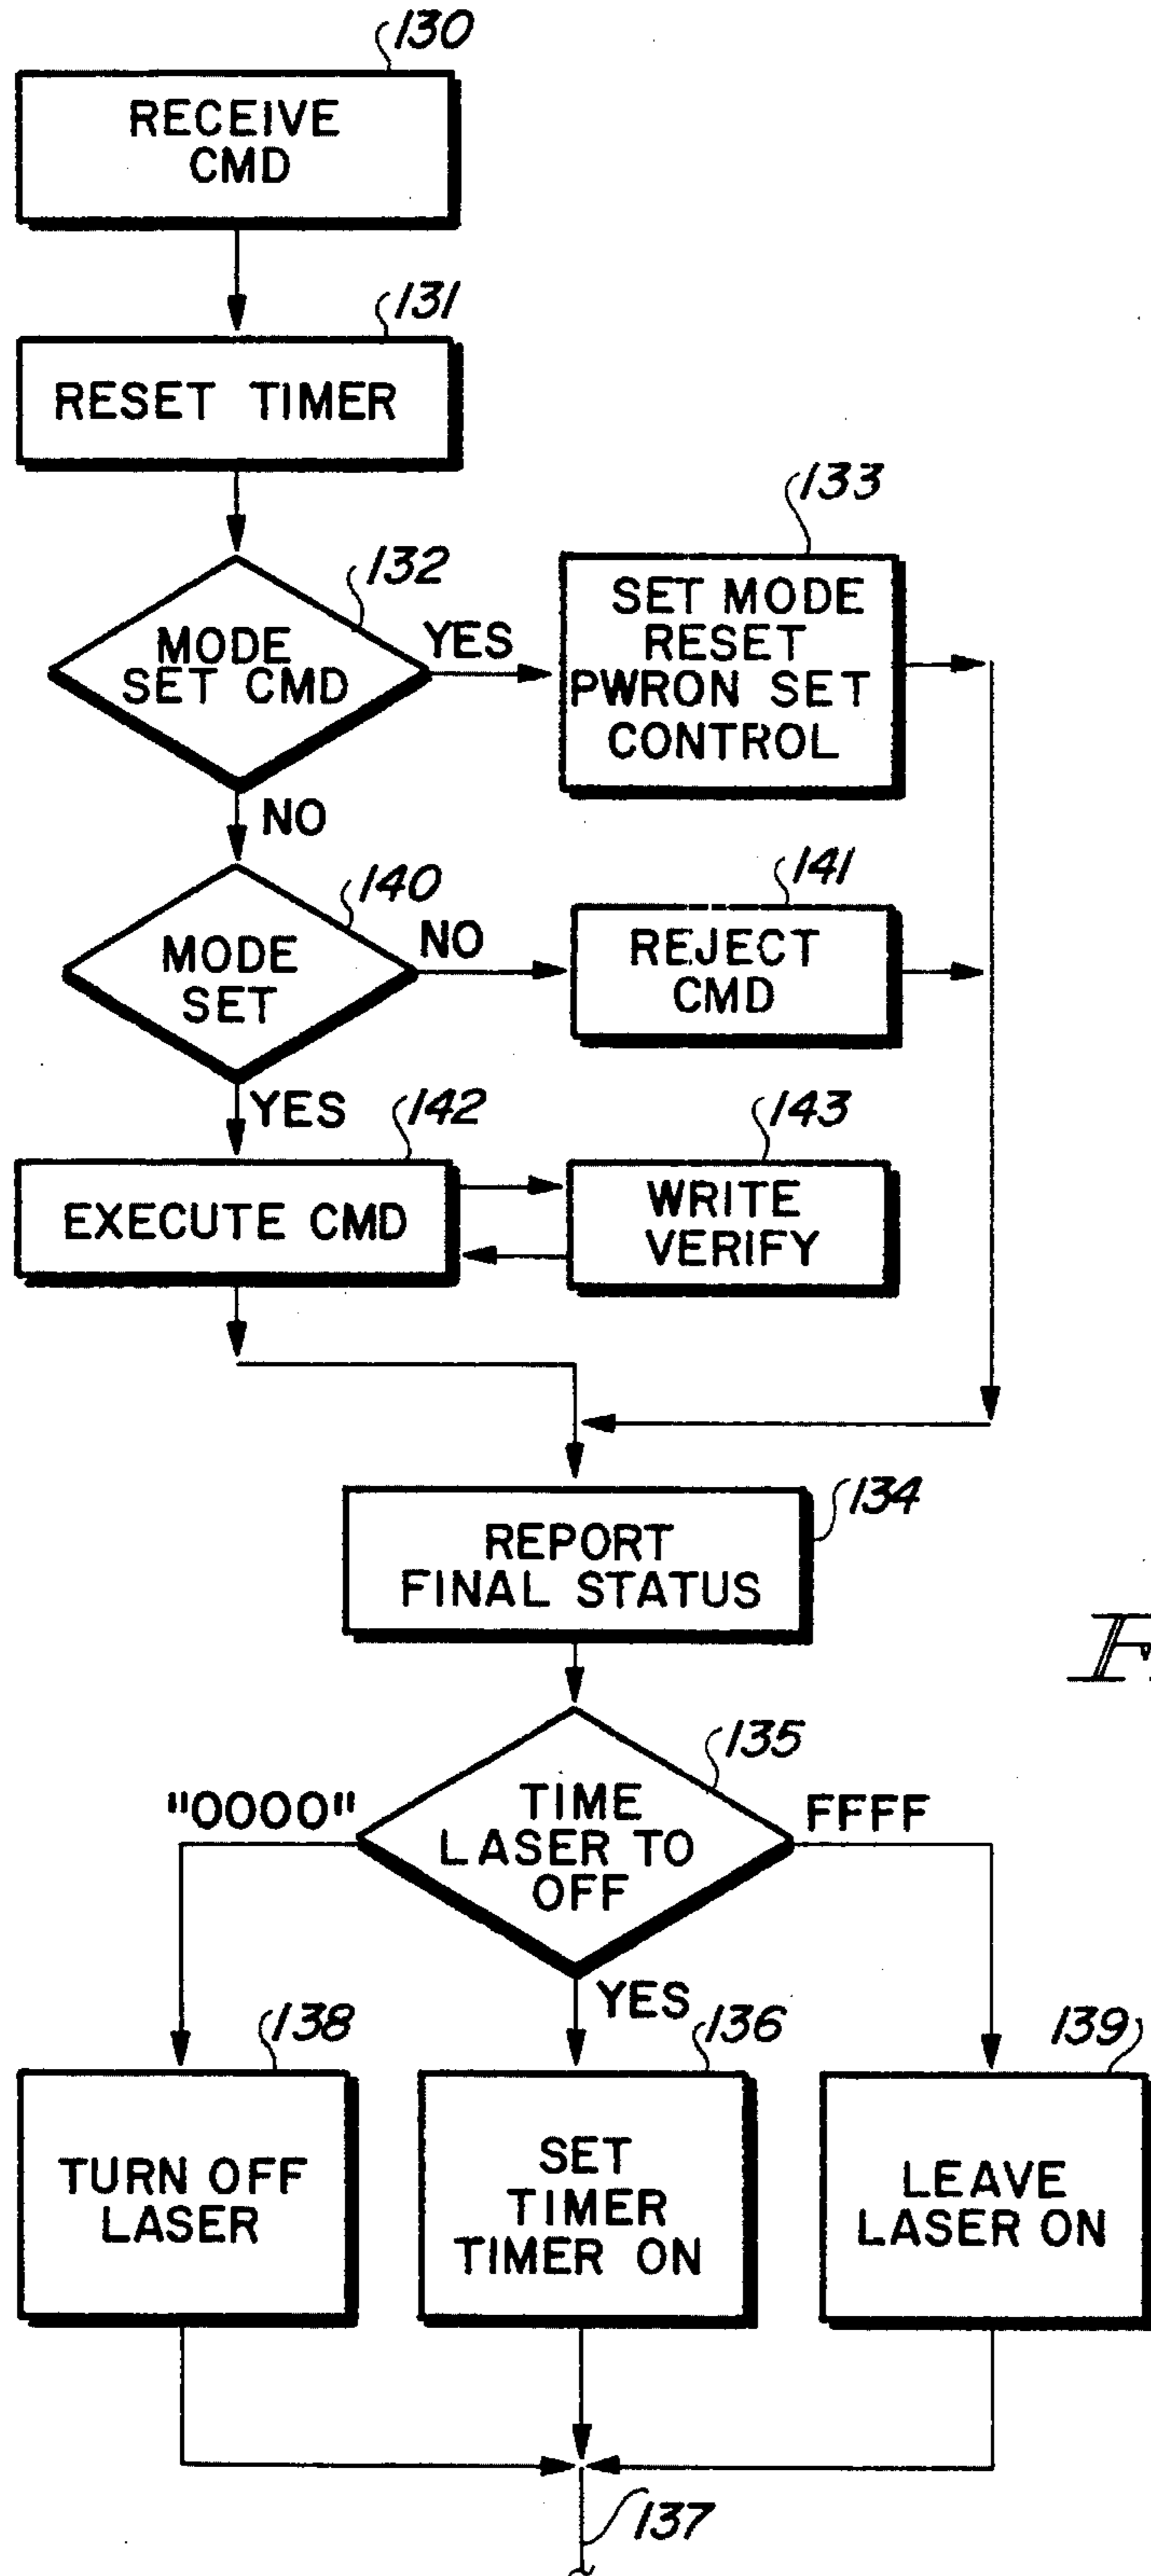 130
RECEIVE
CMD
131
RESET TIMER
132
MODE
SET CMD
YES
133
SET MODE
RESET
PWRON SET
CONTROL
NO
140
MODE
SET
NO
141
REJECT
CMD
YES
142
EXECUTE CMD
143
WRITE
VERIFY
134
REPORT
FINAL STATUS
135
TIME
LASER TO
OFF
"0000"
FFFF
YES
138
TURN OFF
LASER
136
SET
TIMER
TIMER ON
139
LEAVE
LASER ON
137